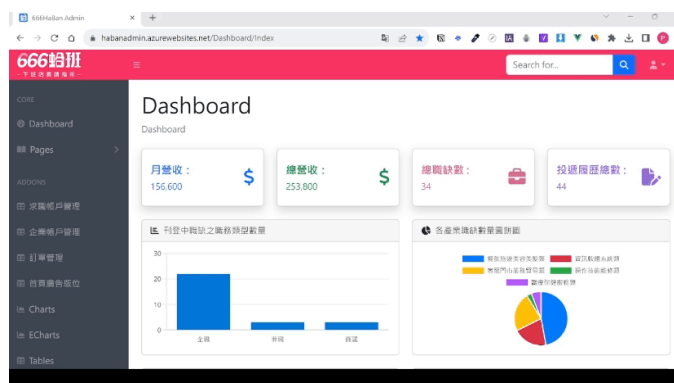 666HaBan Admin
habanadmin.azurewebsites.net/Dashboard/Index
666蛤班
Search for...
CORE
Dashboard
Pages
ADDONS
求職帳戶管理
企業帳戶管理
訂單管理
首頁廣告版位
Charts
ECharts
Tables
Dashboard
Dashboard
月營收：
156,600
總營收：
253,800
總職缺數：
34
投遞履歷總數：
44
刊登中職缺之職務類型數量
30
20
10
0
全職
兼職
各產業職缺數量圓餅圖